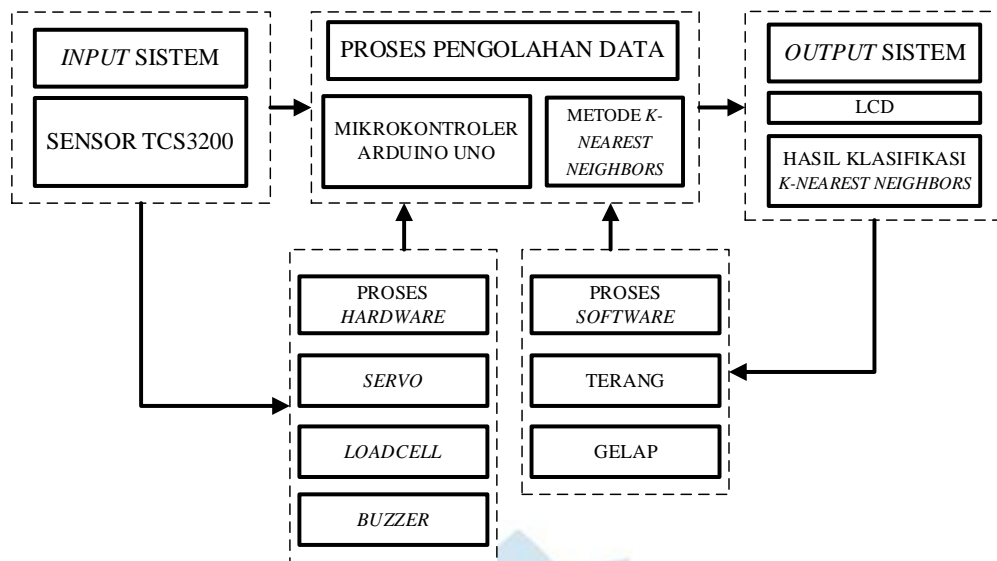 INPUT SISTEM
SENSOR TCS3200
PROSES PENGOLAHAN DATA
MIKROKONTROLER
ARDUINO UNO
METODE K-
NEAREST
NEIGHBORS
OUTPUT SISTEM
LCD
HASIL KLASIFIKASI
K-NEAREST NEIGHBORS
PROSES
HARDWARE
SERVO
LOADCELL
BUZZER
PROSES
SOFTWARE
TERANG
GELAP